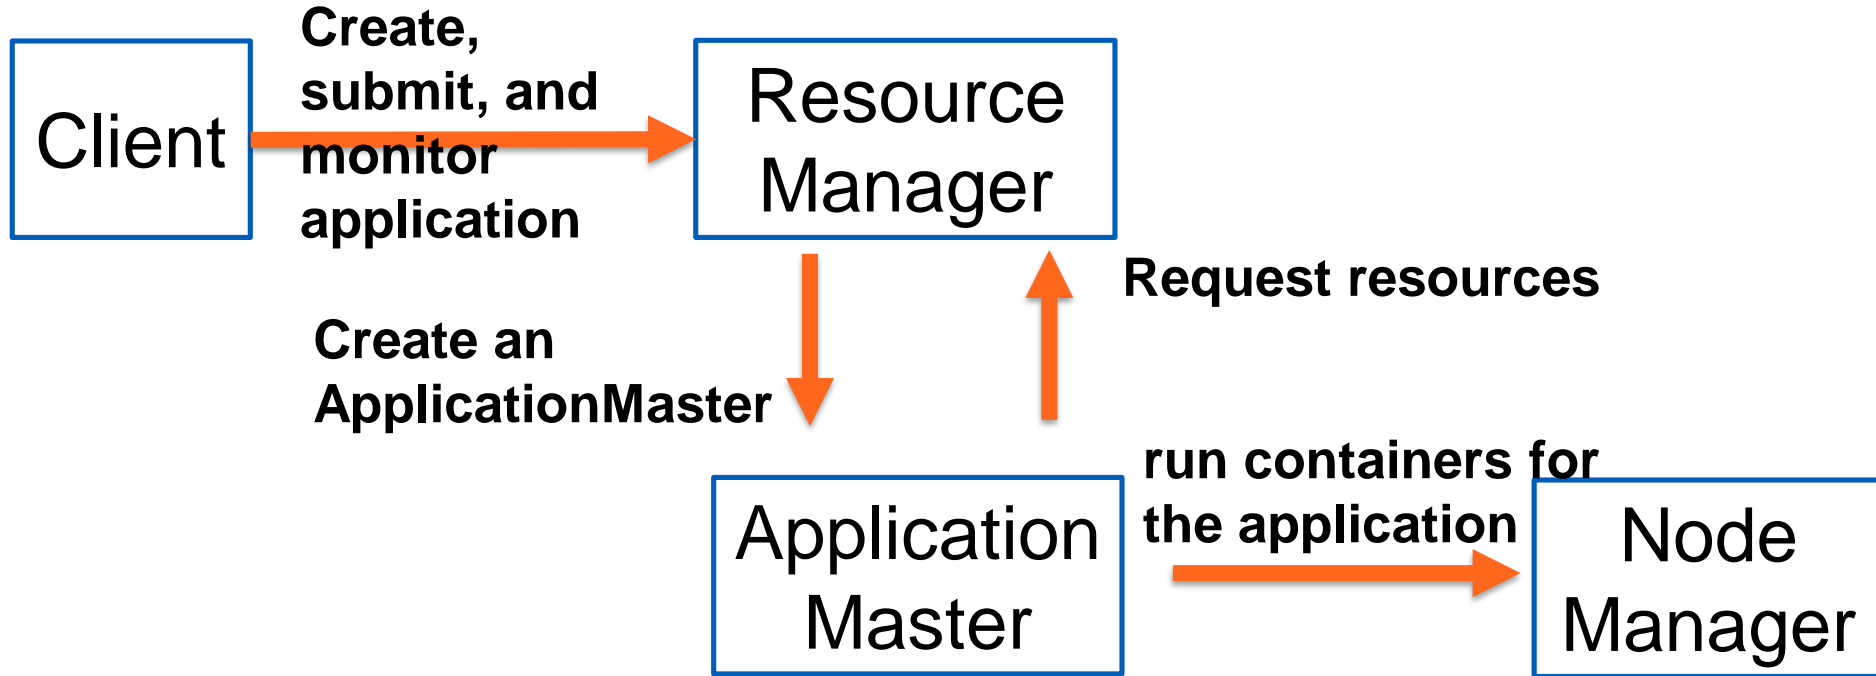 Client
Create,
submit, and
monitor
application
Resource
Manager
Create an
ApplicationMaster
Request resources
Application
Master
run containers for
the application
Node
Manager